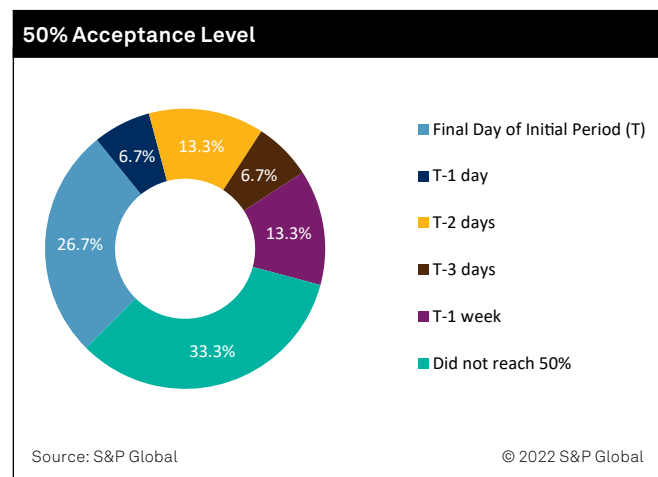 50% Acceptance Level
6.7%
13.3%
6.7%
26.7%
13.3%
33.3%
Final Day of Initial Period (T)
T-1 day
T-2 days
T-3 days
T-1 week
Did not reach 50%
Source: S&P Global
© 2022 S&P Global